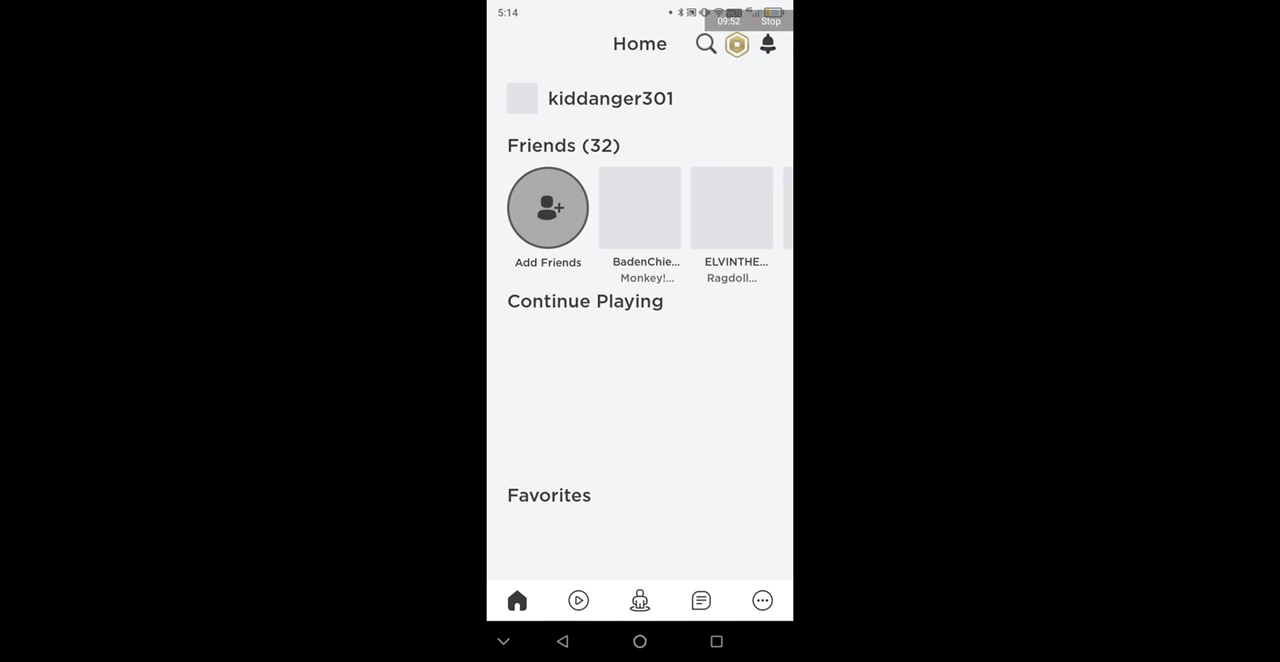 5:14
09:52 Stop
Home
kiddanger301
Friends (32)
Add Friends
BadenChie...
Monkey!...
ELVINTHE...
Ragdoll...
Continue Playing
Favorites